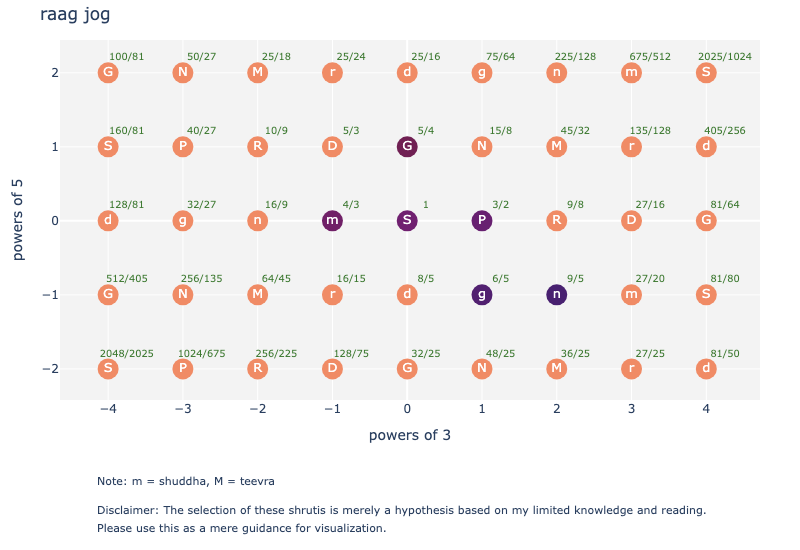 raag jog
100/81 50/27 25/18 25/24 25/16 75/64 225/128 675/512 2025/1024
2 G N M r d g n m S
160/81 40/27 10/9 5/3 5/4 15/8 45/32 135/128 405/256
1 S P R D G N M r d
128/81 32/27 16/9 4/3 1 3/2 9/8 27/16 81/64
0 d g n m S P R D G
512/405 256/135 64/45 16/15 8/5 6/5 9/5 27/20 81/80
−1 G N M r d g n m S
2048/2025 1024/675 256/225 128/75 32/25 48/25 36/25 27/25 81/50
−2 S P R D G N M r d
−4 −3 −2 −1 0 1 2 3 4
powers of 5
powers of 3
Note: m = shuddha, M = teevra
Disclaimer: The selection of these shrutis is merely a hypothesis based on my limited knowledge and reading.
Please use this as a mere guidance for visualization.